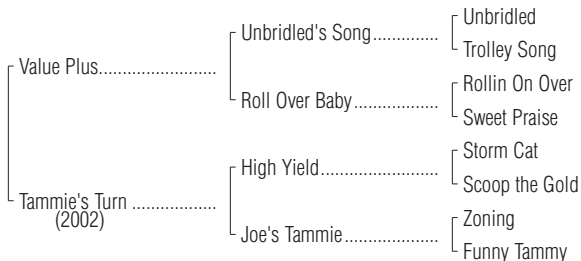 Unbridled
Unbridled's Song..............
Trolley Song
Value Plus.........................
Rollin On Over
Roll Over Baby..................
Sweet Praise
Storm Cat
High Yield.........................
Scoop the Gold
Tammie's Turn ..................
(2002)
Zoning
Joe's Tammie....................
Funny Tammy